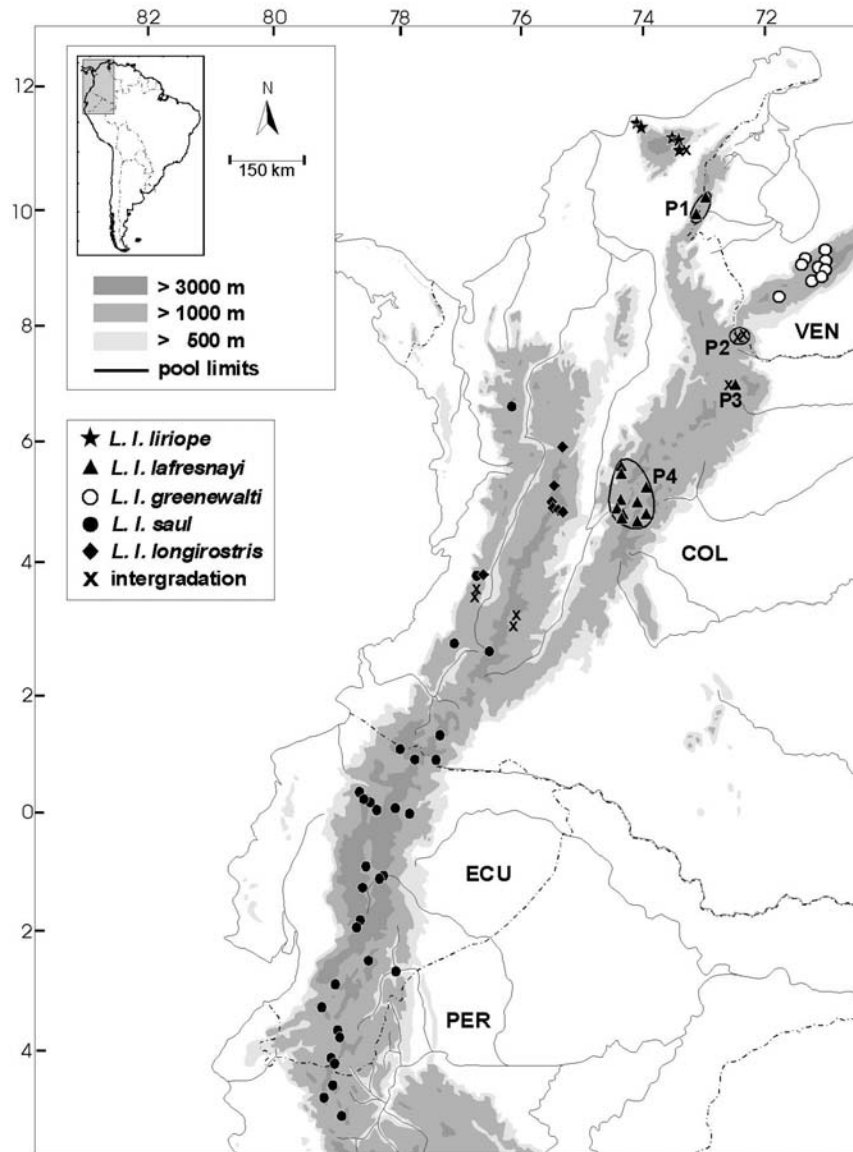 82 80 78 76 74 72
12
10
8
6
4
2
0
2
4
N
150 km
> 3000 m
> 1000 m
> 500 m
pool limits
L. l. liriope
L. l. lafresnayi
L. l. greenewalti
L. l. saul
L. l. longirostris
x intergradation
P1
VEN
P2
P3
P4
COL
ECU
PER